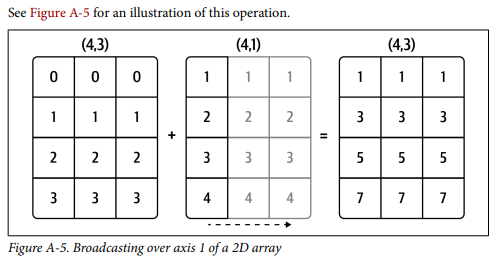 See Figure A-5 for an illustration of this operation.
(4,3) (4,1) (4,3)
0 0 0 1 1 1 1 1 1
1 1 1 2 2 2 3 3 3
+ =
2 2 2 3 3 3 5 5 5
3 3 3 4 4 4 7 7 7
Figure A-5. Broadcasting over axis 1 of a 2D array